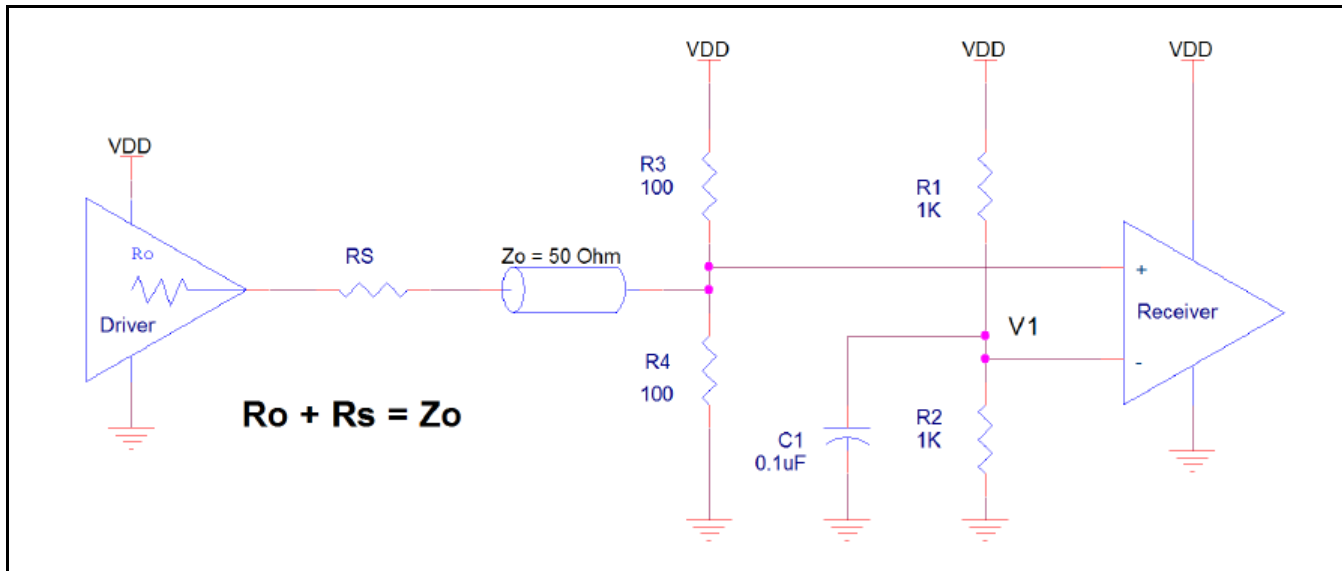 VDD
VDD
VDD
VDD
R3
100
R1
1K
Ro
RS
Zo = 50 Ohm
+
Driver
Receiver
V1
-
R4
100
Ro + Rs = Zo
C1
0.1uF
R2
1K